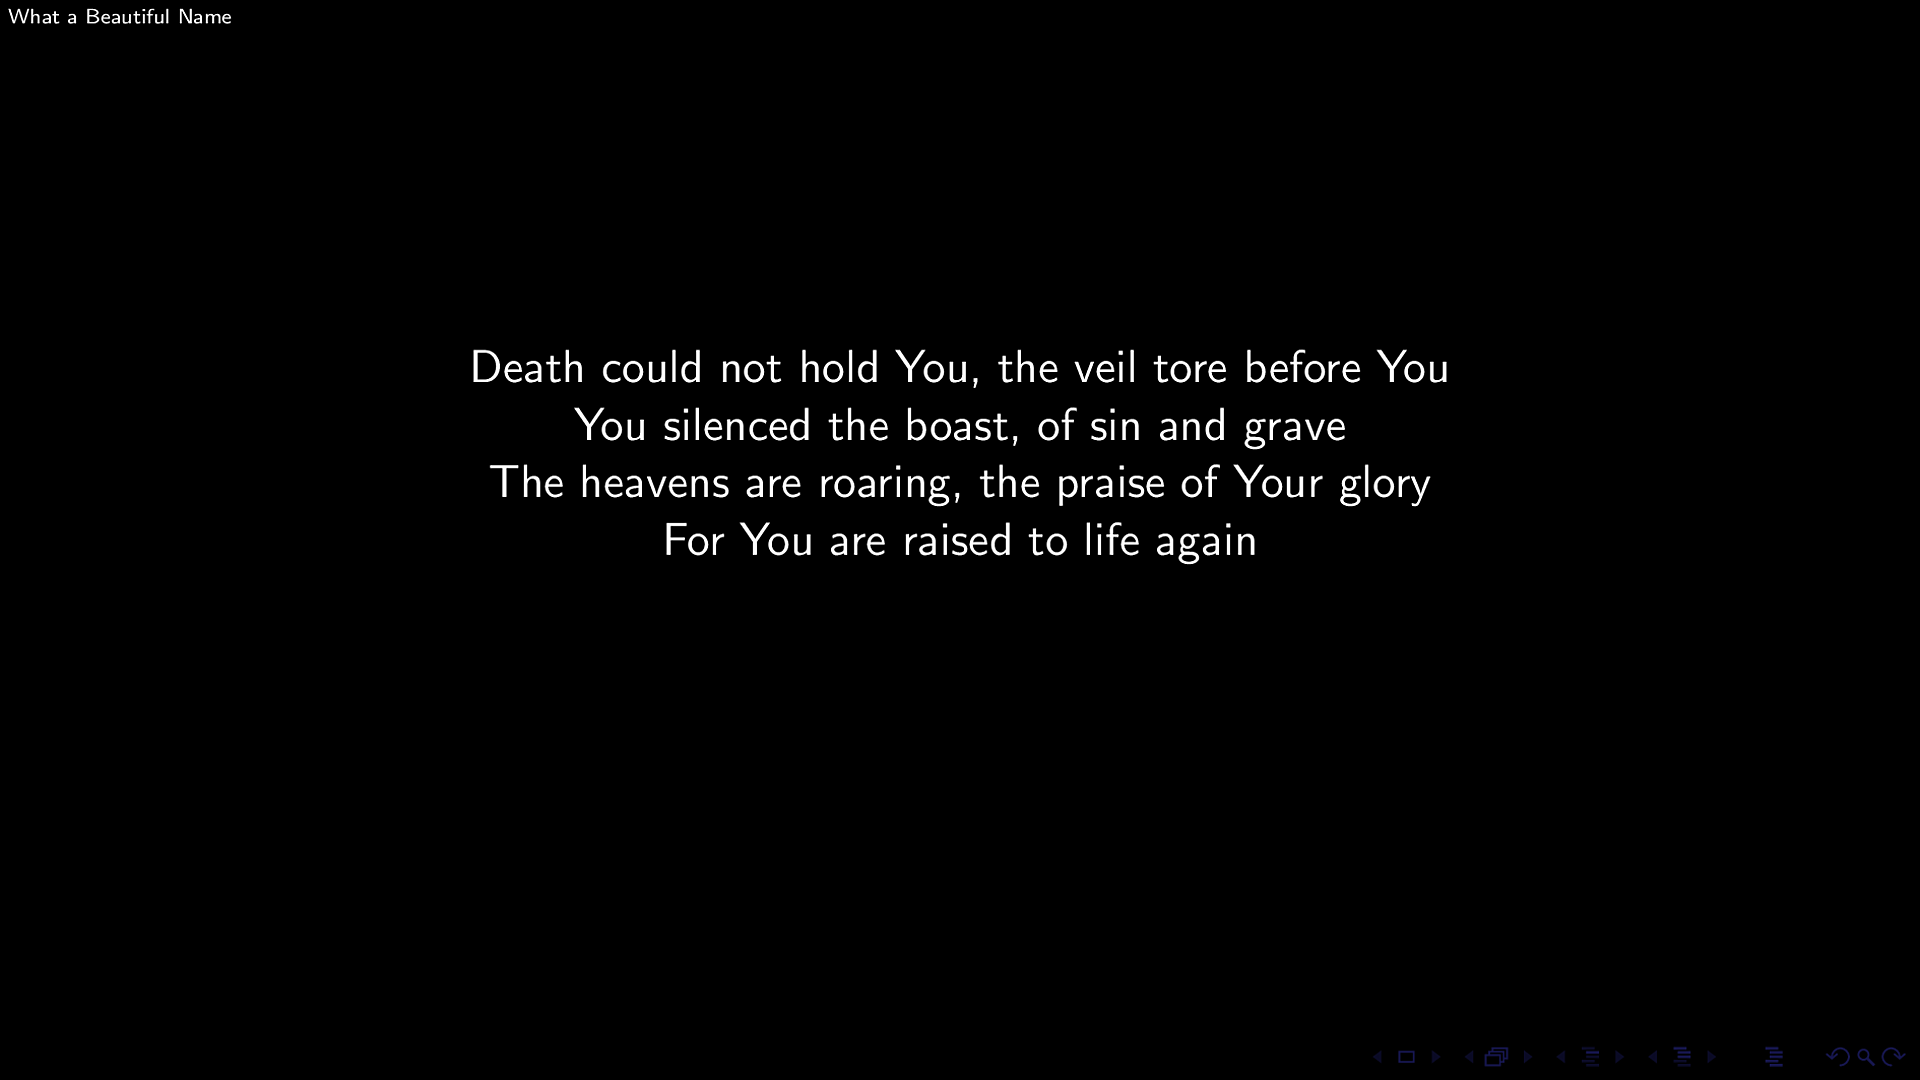 What a Beautiful Name
Death could not hold You, the veil tore before You
You silenced the boast, of sin and grave
The heavens are roaring, the praise of Your glory
For You are raised to life again